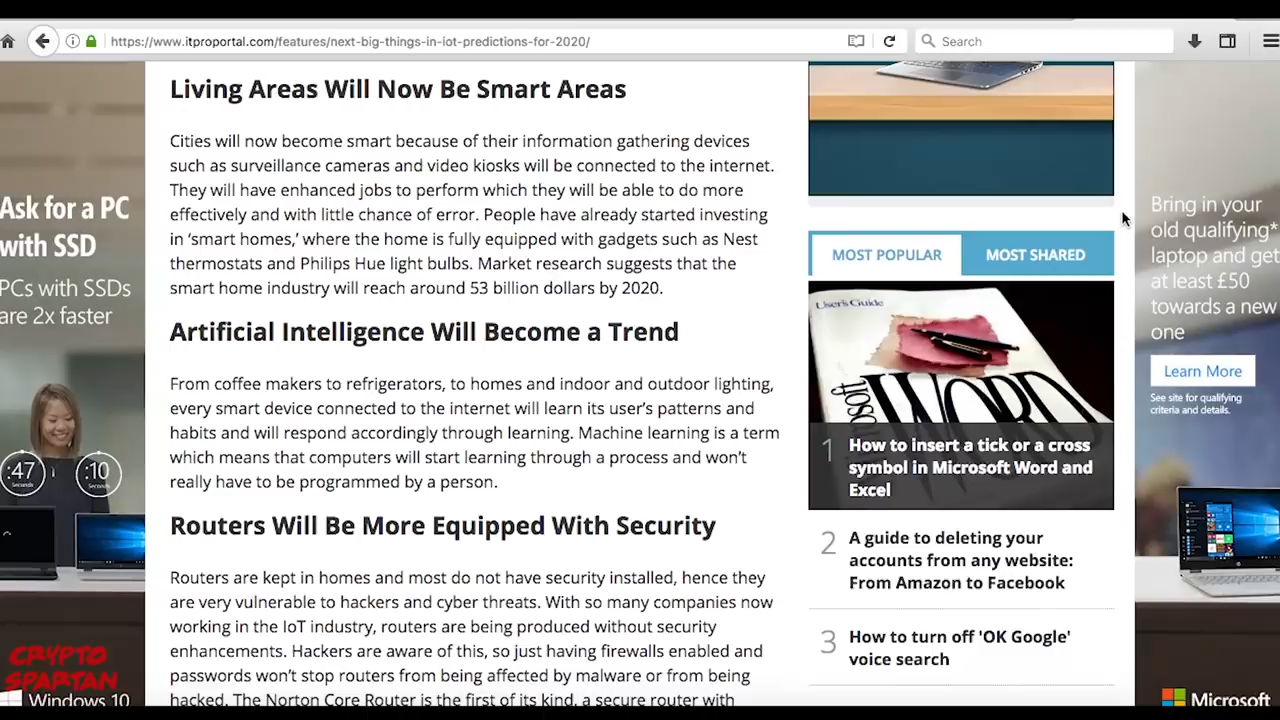 https://www.itproportal.com/features/next-big-things-in-iot-predictions-for-2020/
Search
Living Areas Will Now Be Smart Areas
Cities will now become smart because of their information gathering devices
such as surveillance cameras and video kiosks will be connected to the internet.
They will have enhanced jobs to perform which they will be able to do more
effectively and with little chance of error. People have already started investing
in ‘smart homes,’ where the home is fully equipped with gadgets such as Nest
thermostats and Philips Hue light bulbs. Market research suggests that the
smart home industry will reach around 53 billion dollars by 2020.
Artificial Intelligence Will Become a Trend
From coffee makers to refrigerators, to homes and indoor and outdoor lighting,
every smart device connected to the internet will learn its user’s patterns and
habits and will respond accordingly through learning. Machine learning is a term
which means that computers will start learning through a process and won’t
really have to be programmed by a person.
Routers Will Be More Equipped With Security
Routers are kept in homes and most do not have security installed, hence they
are very vulnerable to hackers and cyber threats. With so many companies now
working in the IoT industry, routers are being produced without security
enhancements. Hackers are aware of this, so just having firewalls enabled and
passwords won’t stop routers from being affected by malware or from being
hacked. The Norton Core Router is the first of its kind, a secure router with
MOST POPULAR
MOST SHARED
User's Guide
Microsoft
WORD
1
How to insert a tick or a cross
symbol in Microsoft Word and
Excel
2
A guide to deleting your
accounts from any website:
From Amazon to Facebook
3
How to turn off 'OK Google'
voice search
Ask for a PC
with SSD
PCs with SSDs
are 2x faster
:47
Seconds
:10
Seconds
CRYPTO
SPARTAN
Windows 10
Bring in your
old qualifying*
laptop and get
at least £50
towards a new
one
Learn More
See site for qualifying
criteria and details.
Microsoft